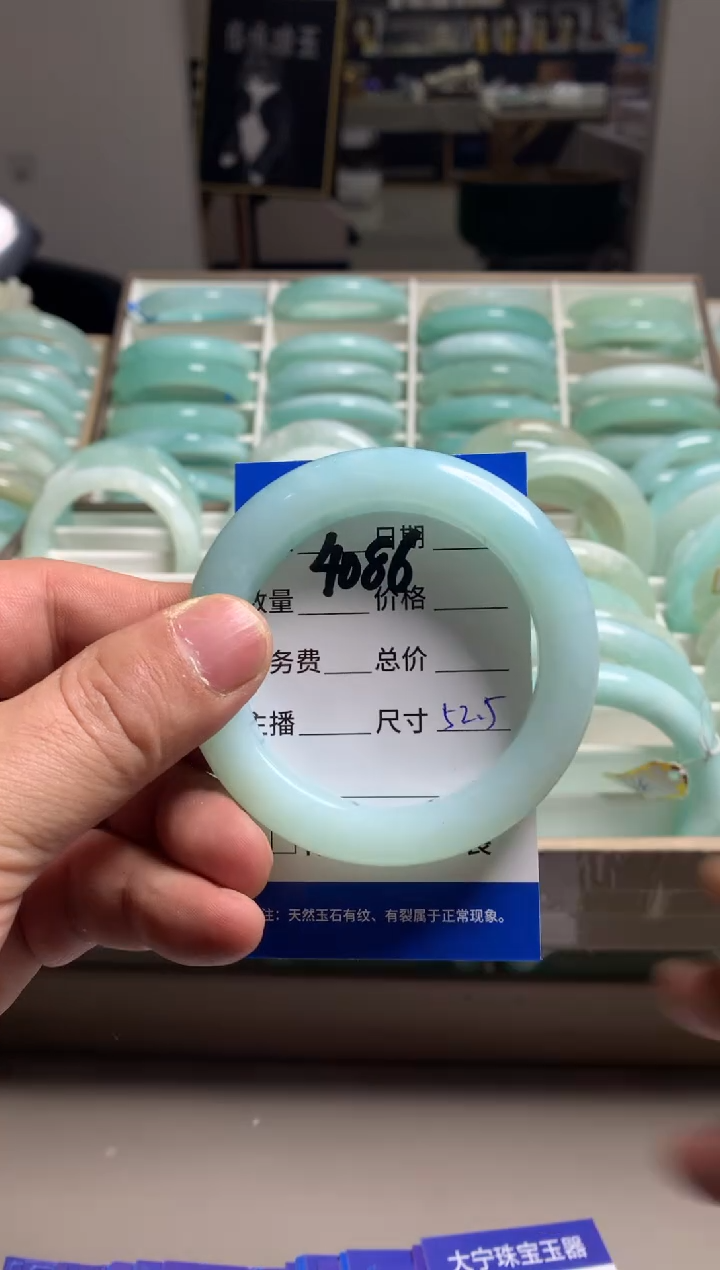 日期
4086
数量 价格
务费 总价
主播 尺寸 52.5
注：天然玉石有纹、有裂属于正常现象。
大宁珠宝玉器